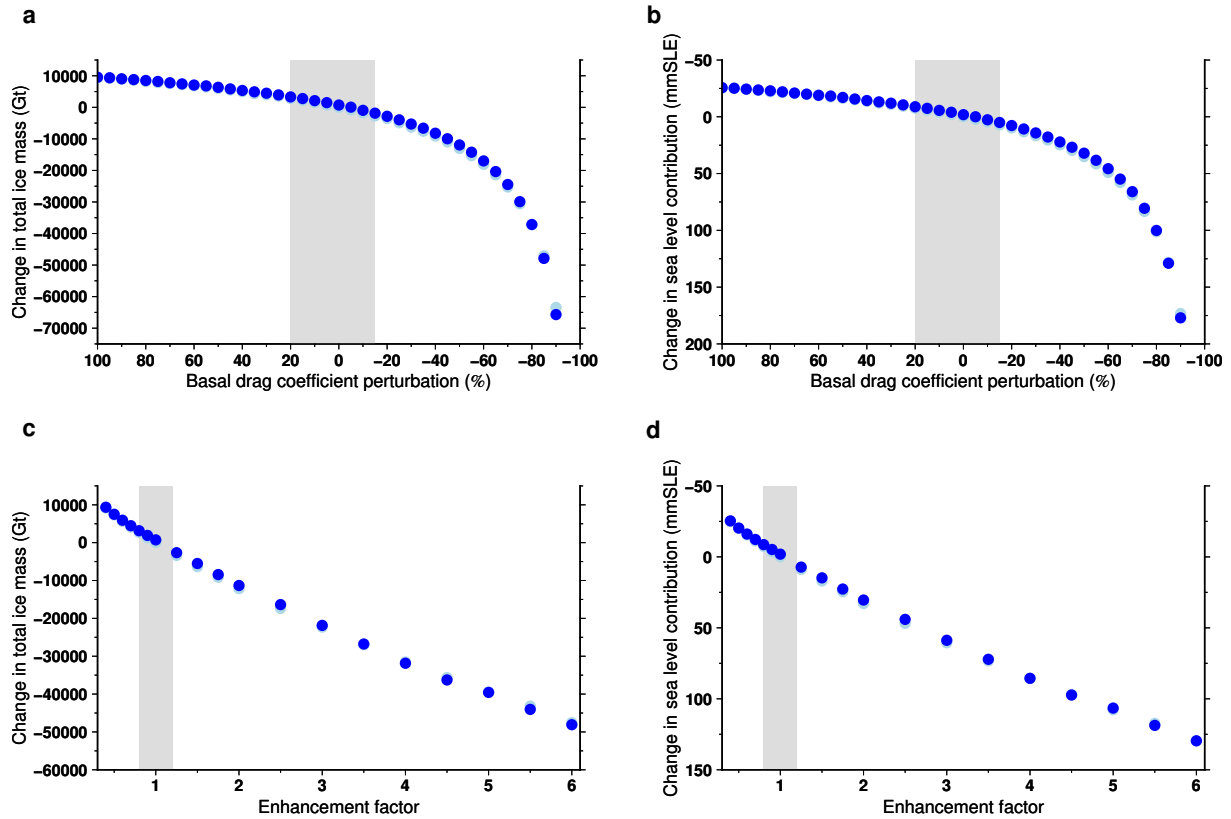 a
Change in total ice mass (Gt)
10000
0
−10000
−20000
−30000
−40000
−50000
−60000
−70000
100 80 60 40 20 0 −20 −40 −60 −80 −100
Basal drag coefficient perturbation (%)
b
Change in sea level contribution (mmSLE)
−50
0
50
100
150
200
100 80 60 40 20 0 −20 −40 −60 −80 −100
Basal drag coefficient perturbation (%)
c
Change in total ice mass (Gt)
10000
0
−10000
−20000
−30000
−40000
−50000
−60000
1 2 3 4 5 6
Enhancement factor
d
Change in sea level contribution (mmSLE)
−50
0
50
100
150
1 2 3 4 5 6
Enhancement factor